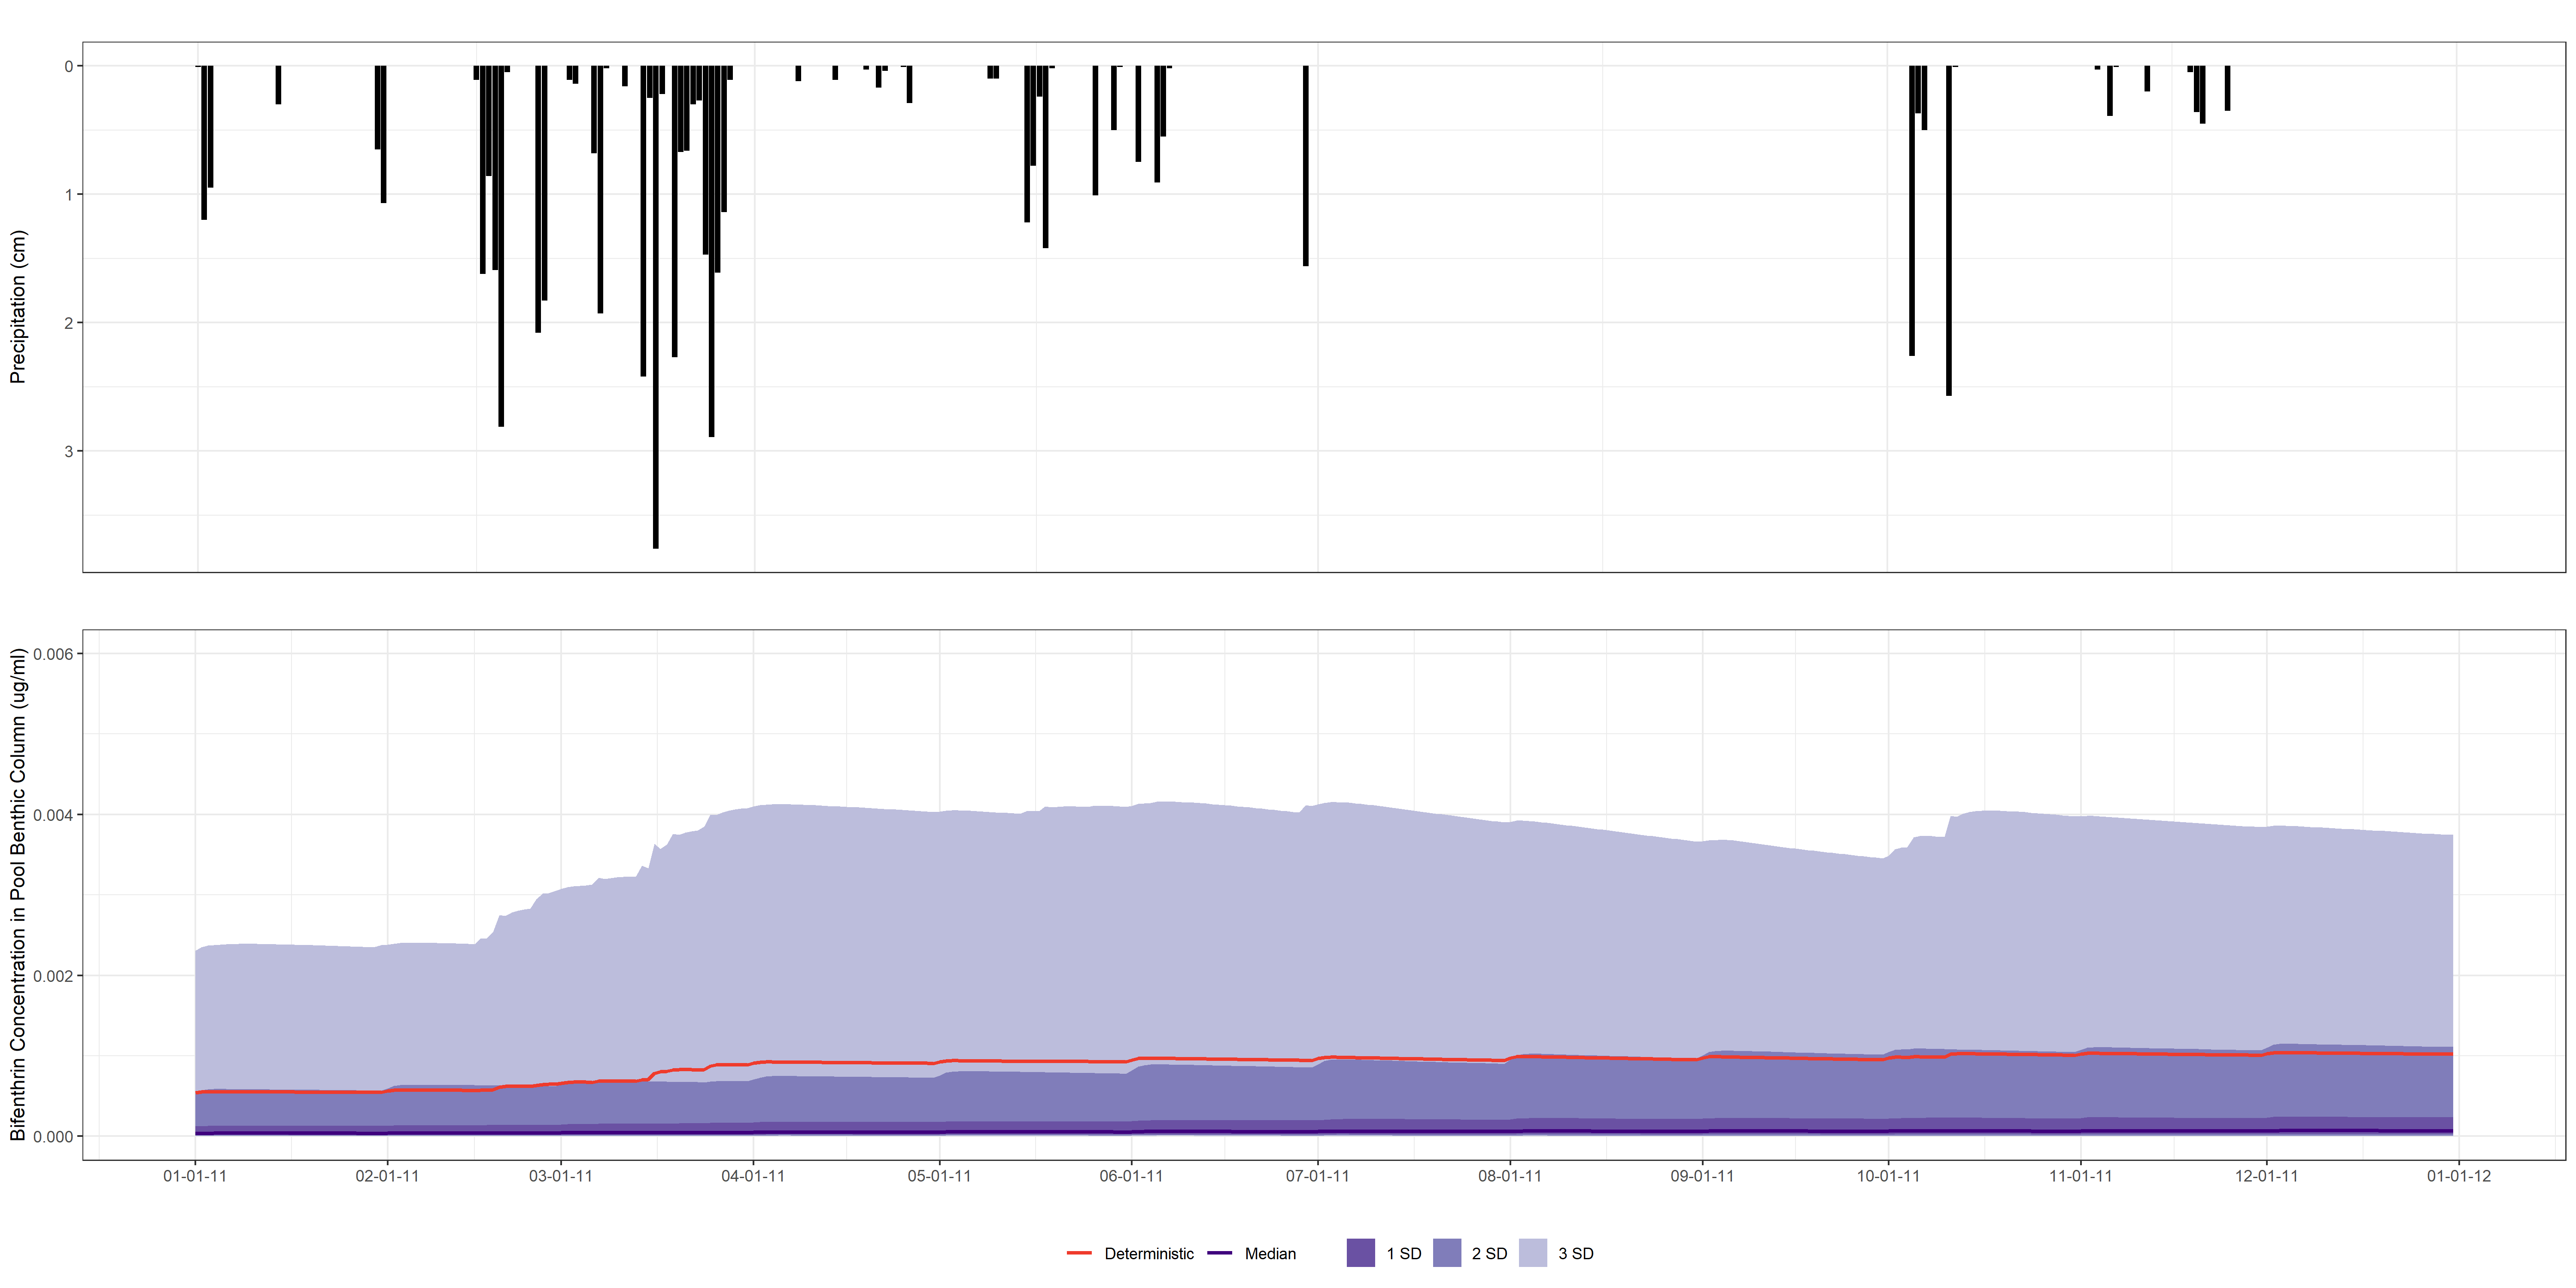 Precipitation (cm)
0
1
2
3
Bifenthrin Concentration in Pool Benthic Column (ug/ml)
0.006
0.004
0.002
0.000
01-01-11 02-01-11 03-01-11 04-01-11 05-01-11 06-01-11 07-01-11 08-01-11 09-01-11 10-01-11 11-01-11 12-01-11 01-01-12
Deterministic Median 1 SD 2 SD 3 SD